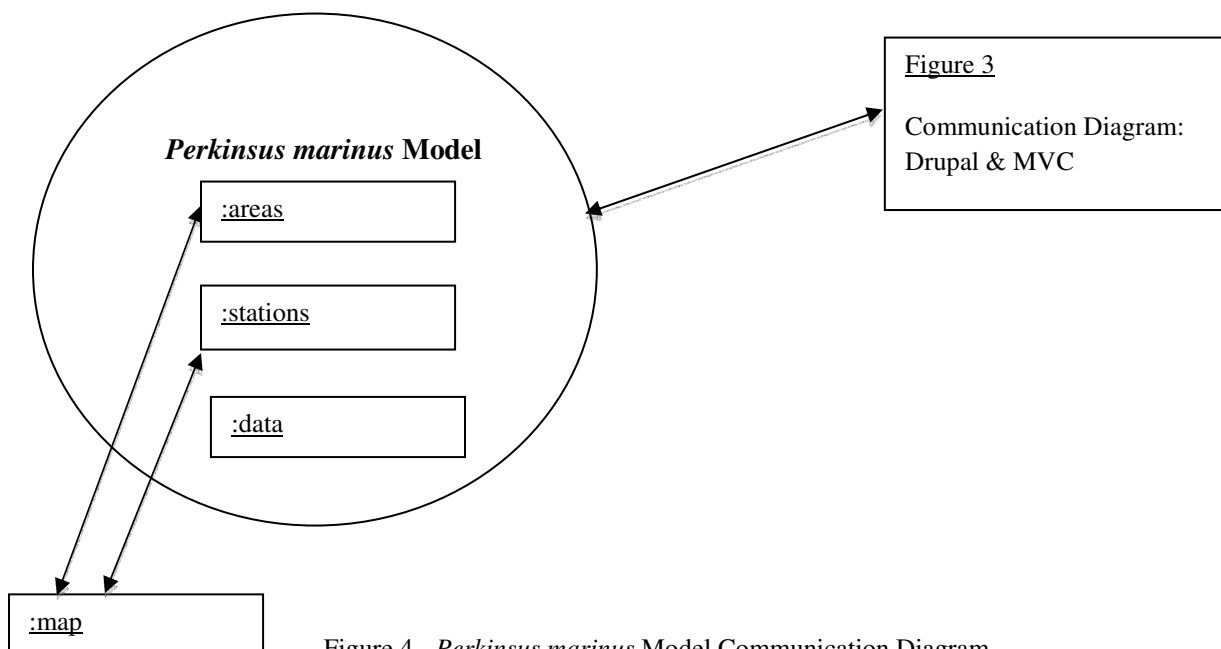 Figure 3
Communication Diagram:
Drupal & MVC
Perkinsus marinus Model
:areas
:stations
:data
:map
Figure 4 Perkinsus marinus Model Communication Diagram